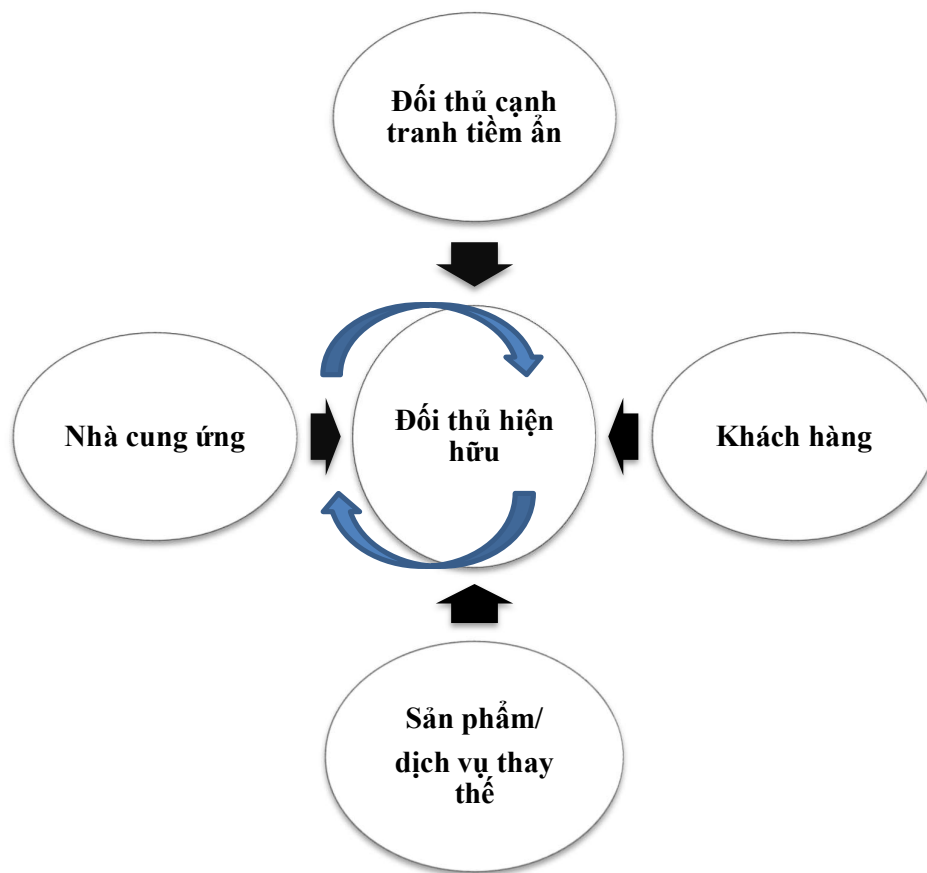 Đối thủ cạnh
tranh tiềm ẩn
Nhà cung ứng
Đối thủ hiện
hữu
Khách hàng
Sản phẩm/
dịch vụ thay
thế